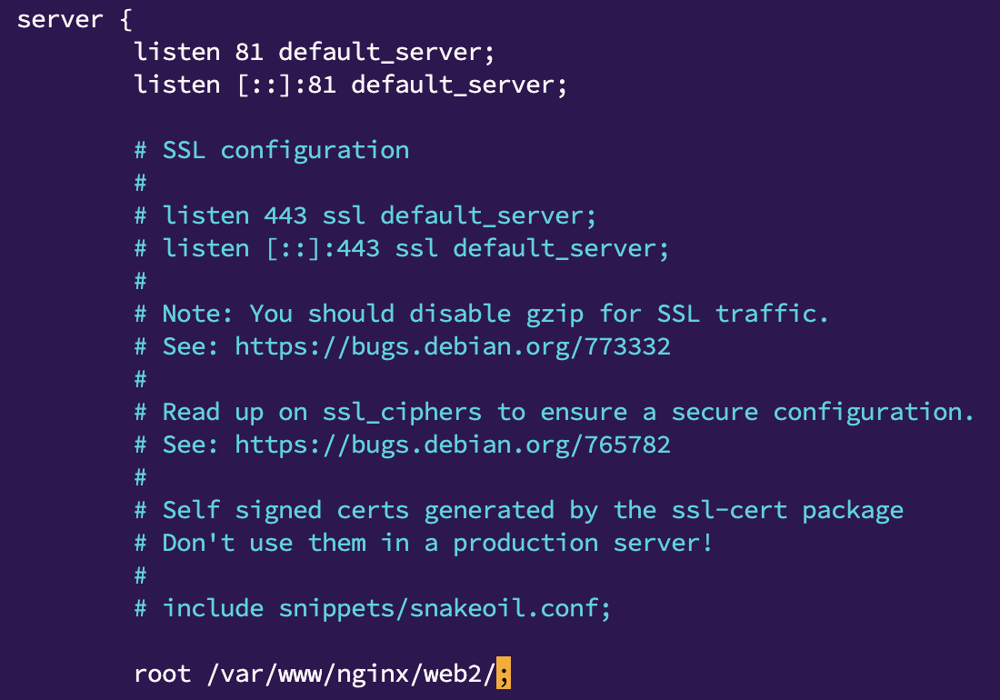 server {
        listen 81 default_server;
        listen [::]:81 default_server;

        # SSL configuration
        #
        # listen 443 ssl default_server;
        # listen [::]:443 ssl default_server;
        #
        # Note: You should disable gzip for SSL traffic.
        # See: https://bugs.debian.org/773332
        #
        # Read up on ssl_ciphers to ensure a secure configuration.
        # See: https://bugs.debian.org/765782
        #
        # Self signed certs generated by the ssl-cert package
        # Don't use them in a production server!
        #
        # include snippets/snakeoil.conf;

        root /var/www/nginx/web2/;